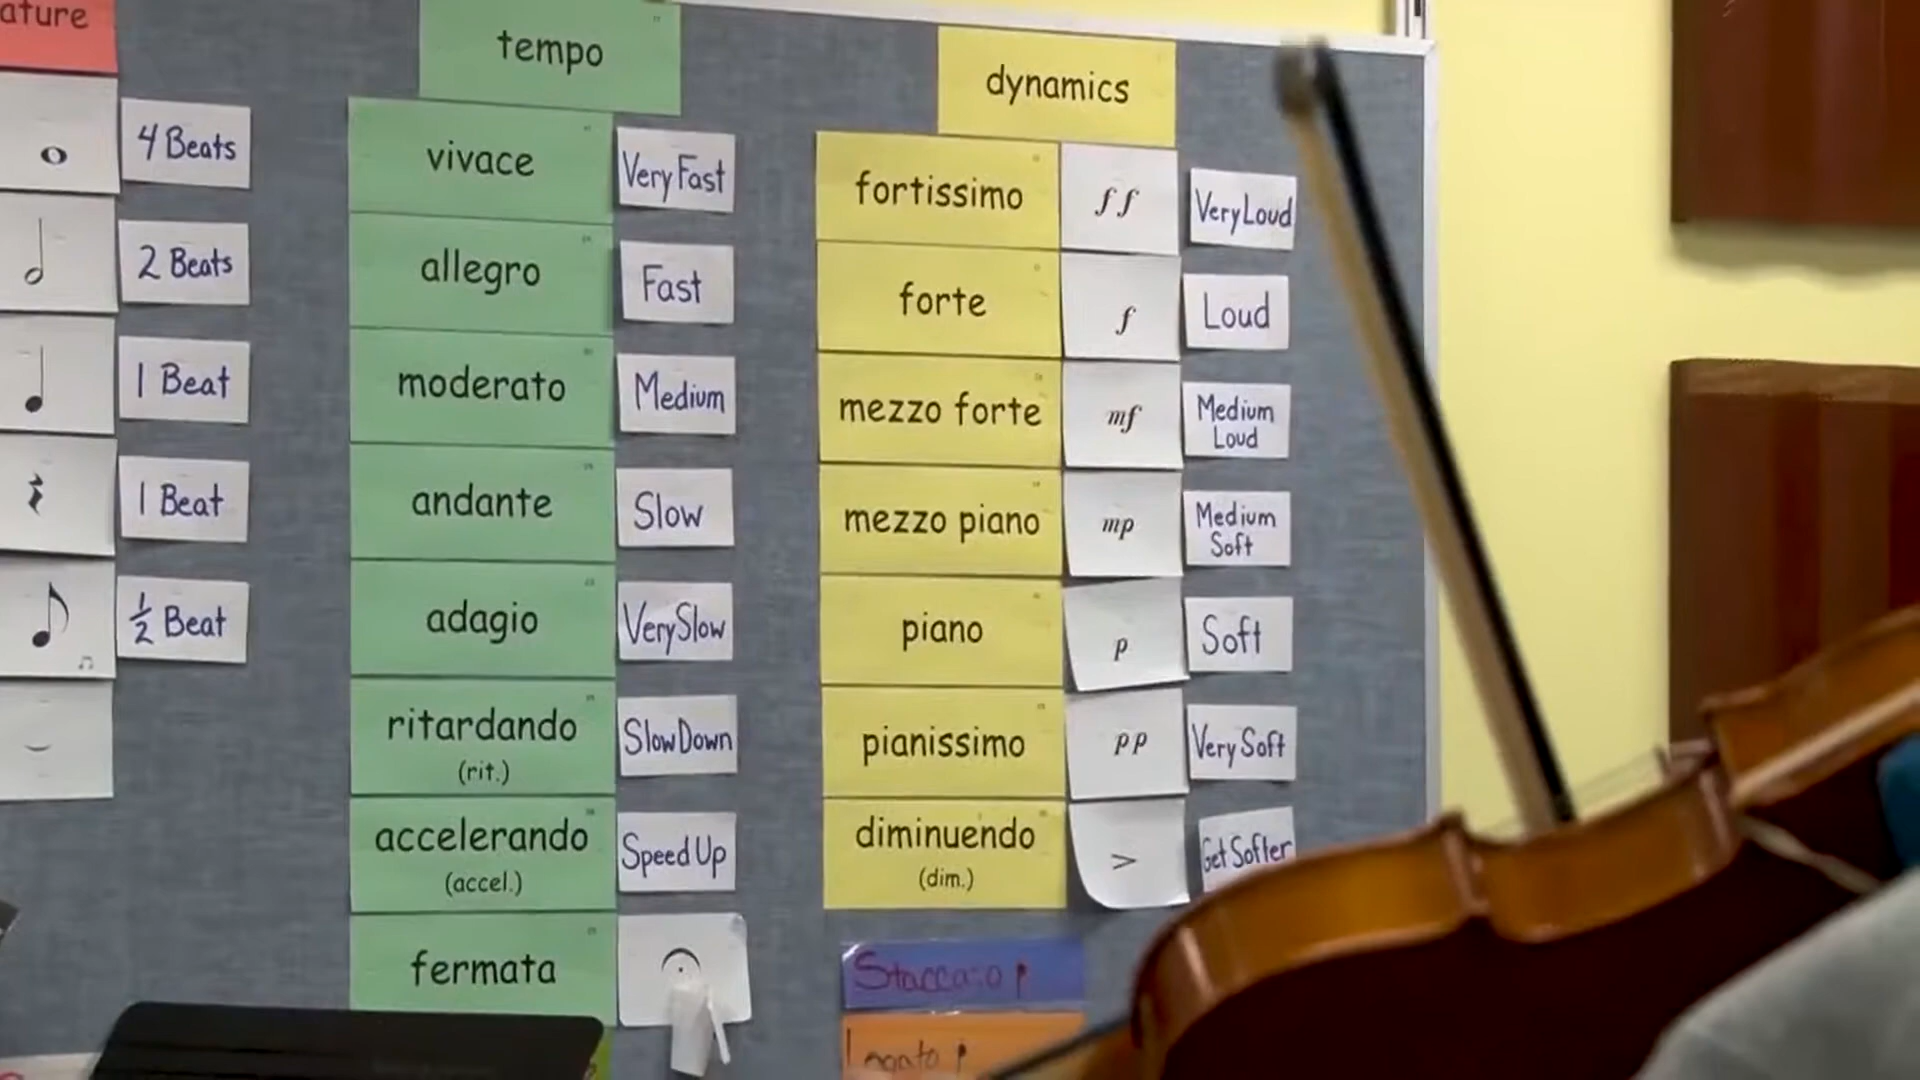 ature
4 Beats
2 Beats
1 Beat
1 Beat
1/2 Beat
tempo
vivace
Very Fast
allegro
Fast
moderato
Medium
andante
Slow
adagio
Very Slow
ritardando
(rit.)
Slow Down
accelerando
(accel.)
Speed Up
fermata
dynamics
fortissimo
ff
Very Loud
forte
f
Loud
mezzo forte
mf
Medium
Loud
mezzo piano
mp
Medium
Soft
piano
p
Soft
pianissimo
pp
Very Soft
diminuendo
(dim.)
>
Get Softer
Staccato